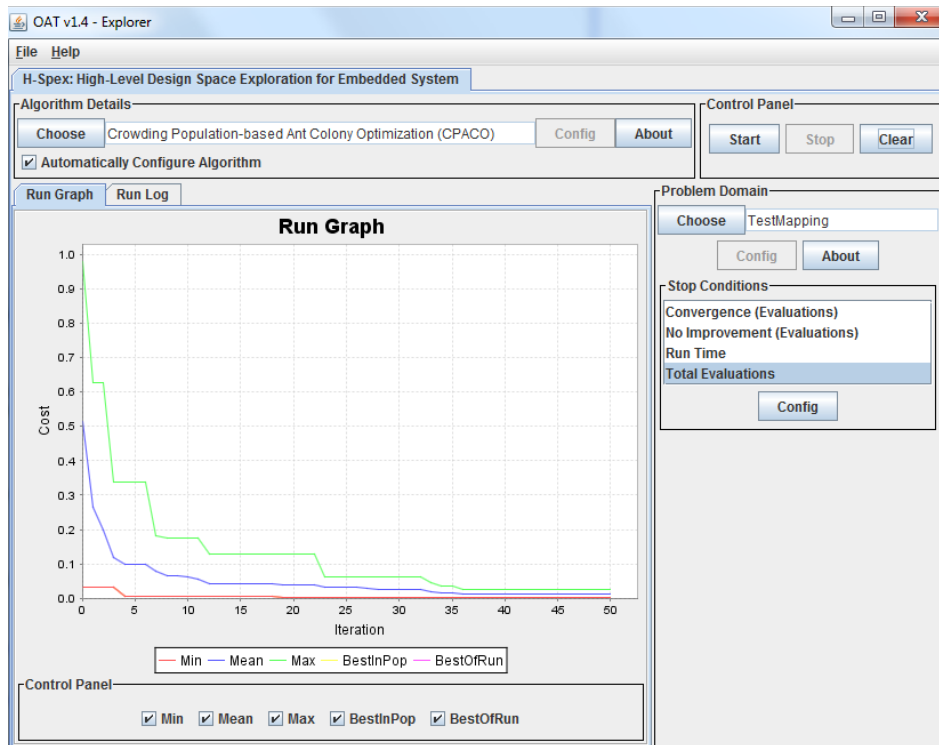 OAT v1.4 - Explorer
File Help
H-Spex: High-Level Design Space Exploration for Embedded System
Algorithm Details
Choose Crowding Population-based Ant Colony Optimization (CPACO) Config About
Automatically Configure Algorithm
Control Panel
Start Stop Clear
Run Graph Run Log
Run Graph
1.0
0.9
0.8
0.7
0.6
0.5
0.4
0.3
0.2
0.1
0.0
Cost
0 5 10 15 20 25 30 35 40 45 50
Iteration
Min Mean Max BestInPop BestOfRun
Control Panel
Min Mean Max BestInPop BestOfRun
Problem Domain
Choose TestMapping
Config About
Stop Conditions
Convergence (Evaluations)
No Improvement (Evaluations)
Run Time
Total Evaluations
Config